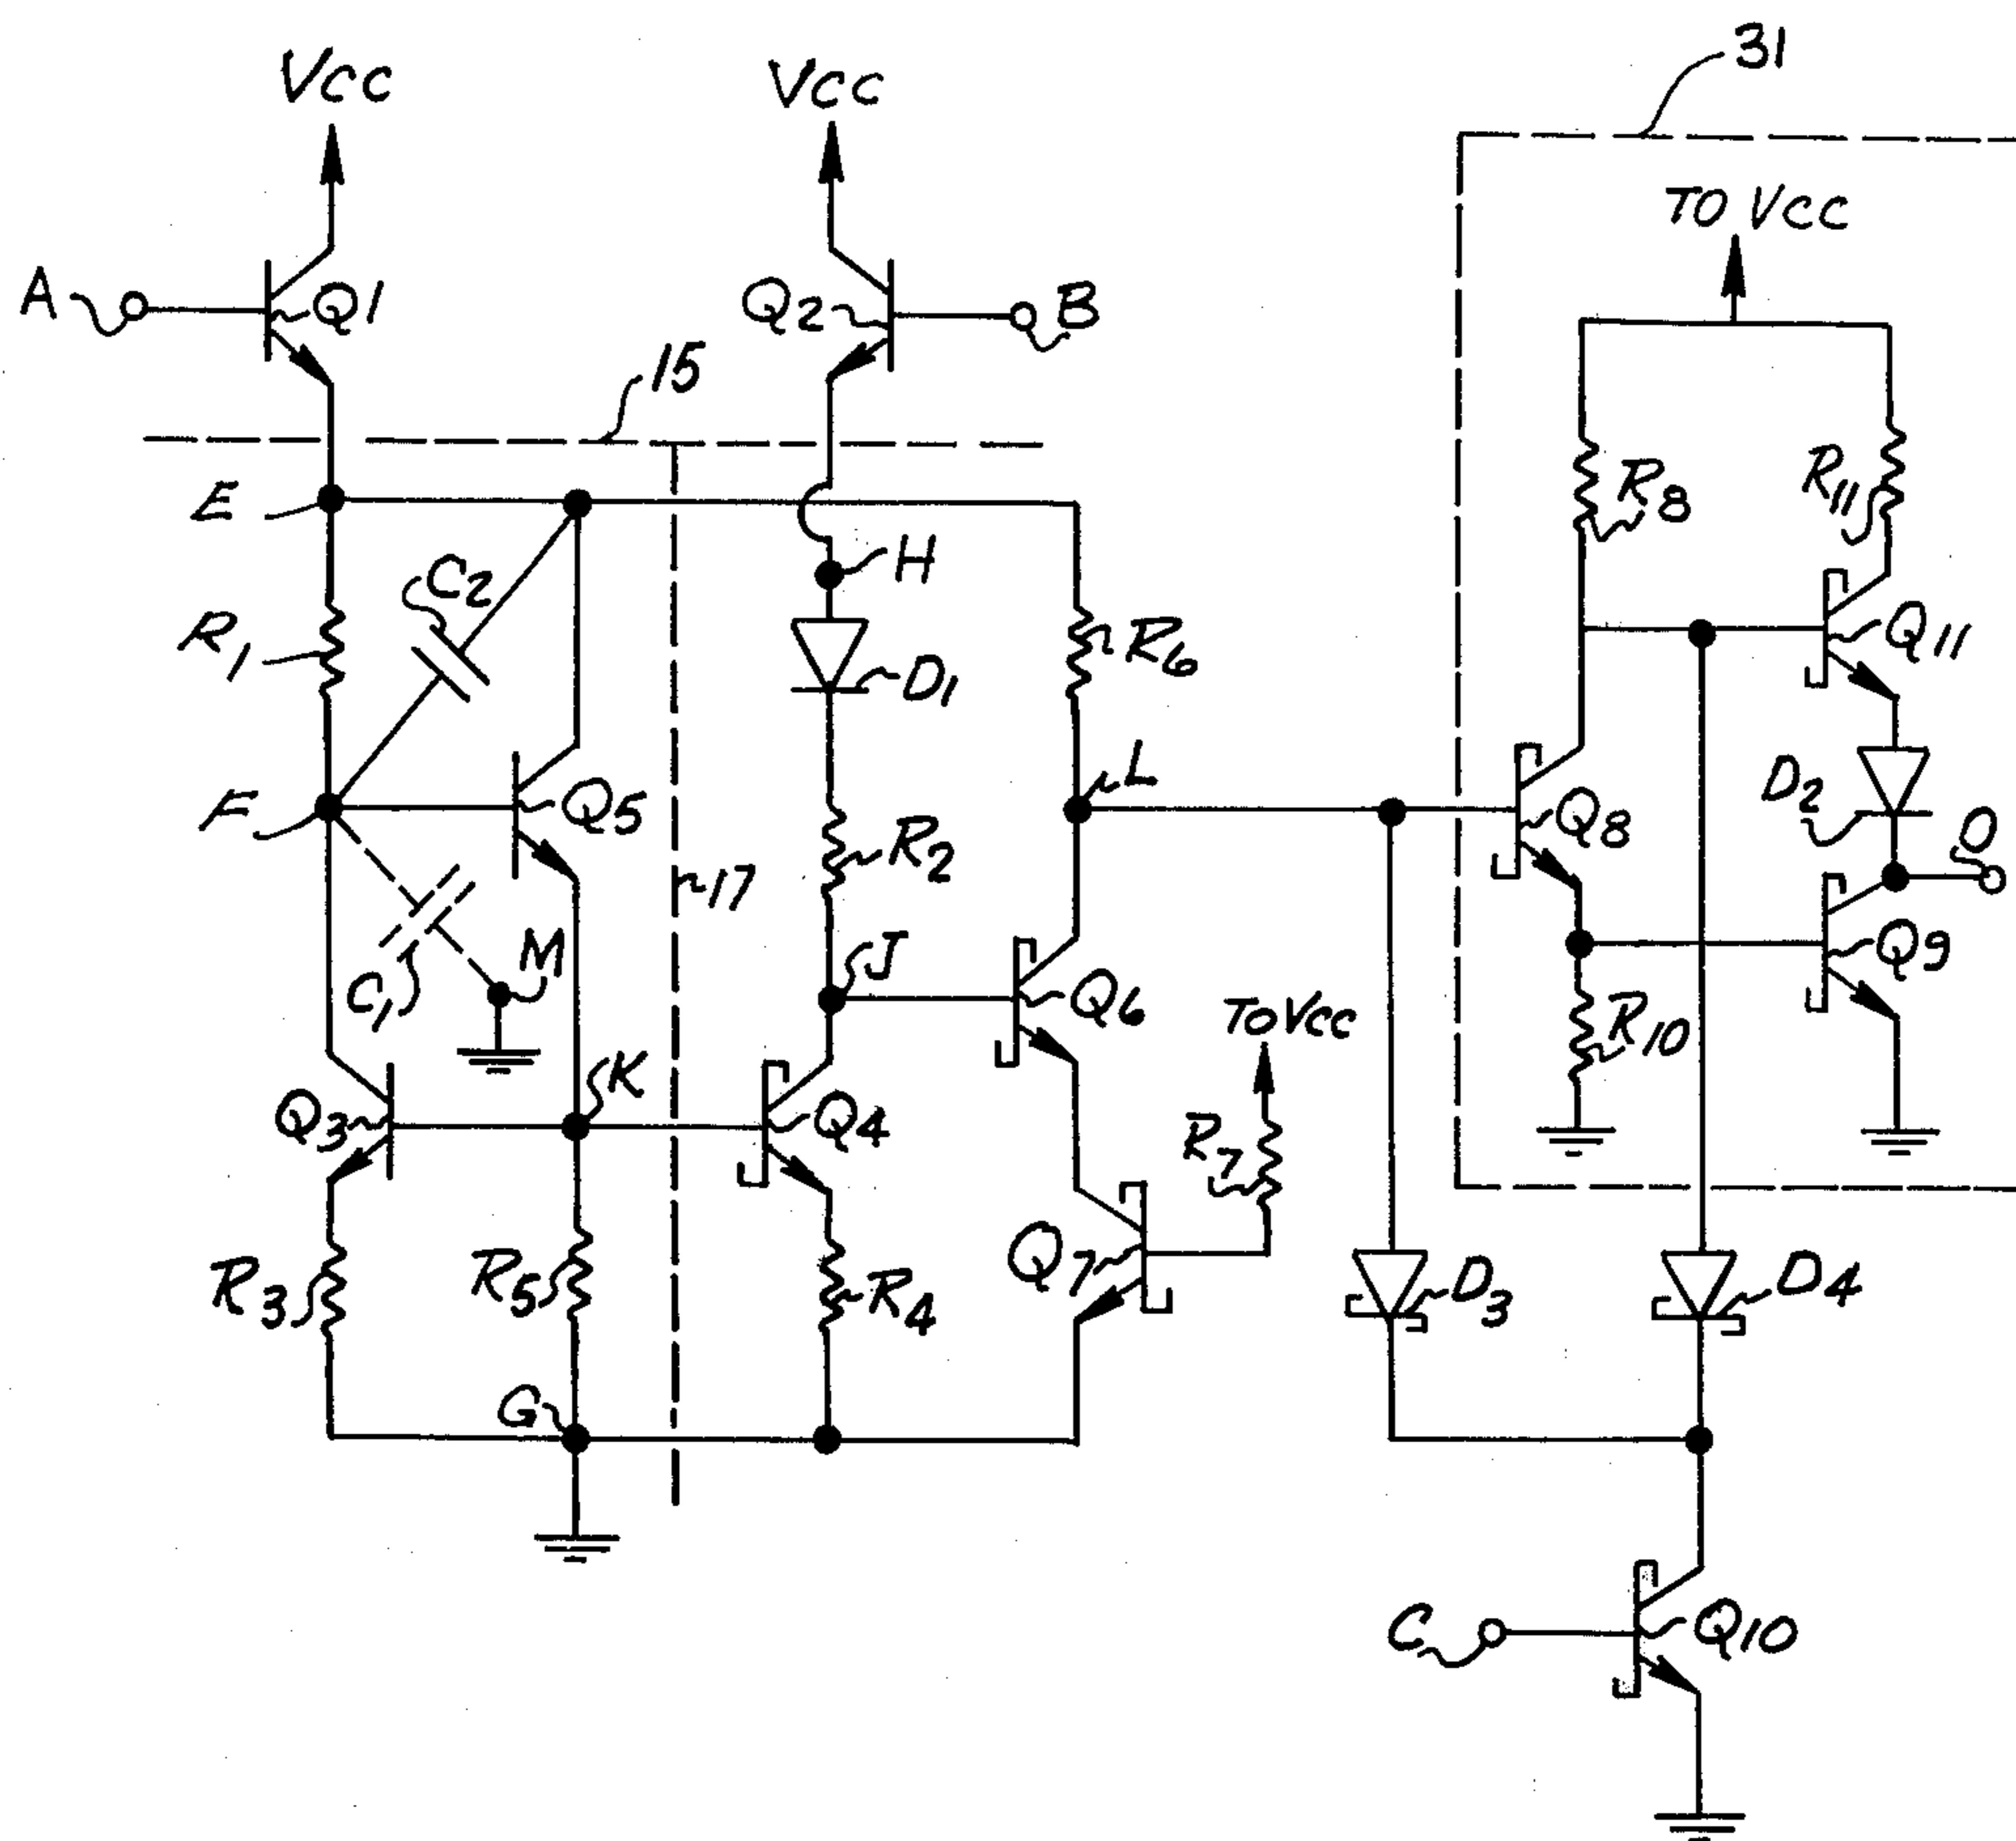 31
VCC
VCC
TO VCC
A
Q1
Q2
B
15
E
R8
R11
H
C2
R1
R6
Q11
D1
L
D2
F
Q5
R2
Q8
O
17
M
J
Q6
Q9
C1
TO VCC
R10
K
Q3
Q4
R7
R3
R5
R4
Q7
D3
D4
G
C
Q10